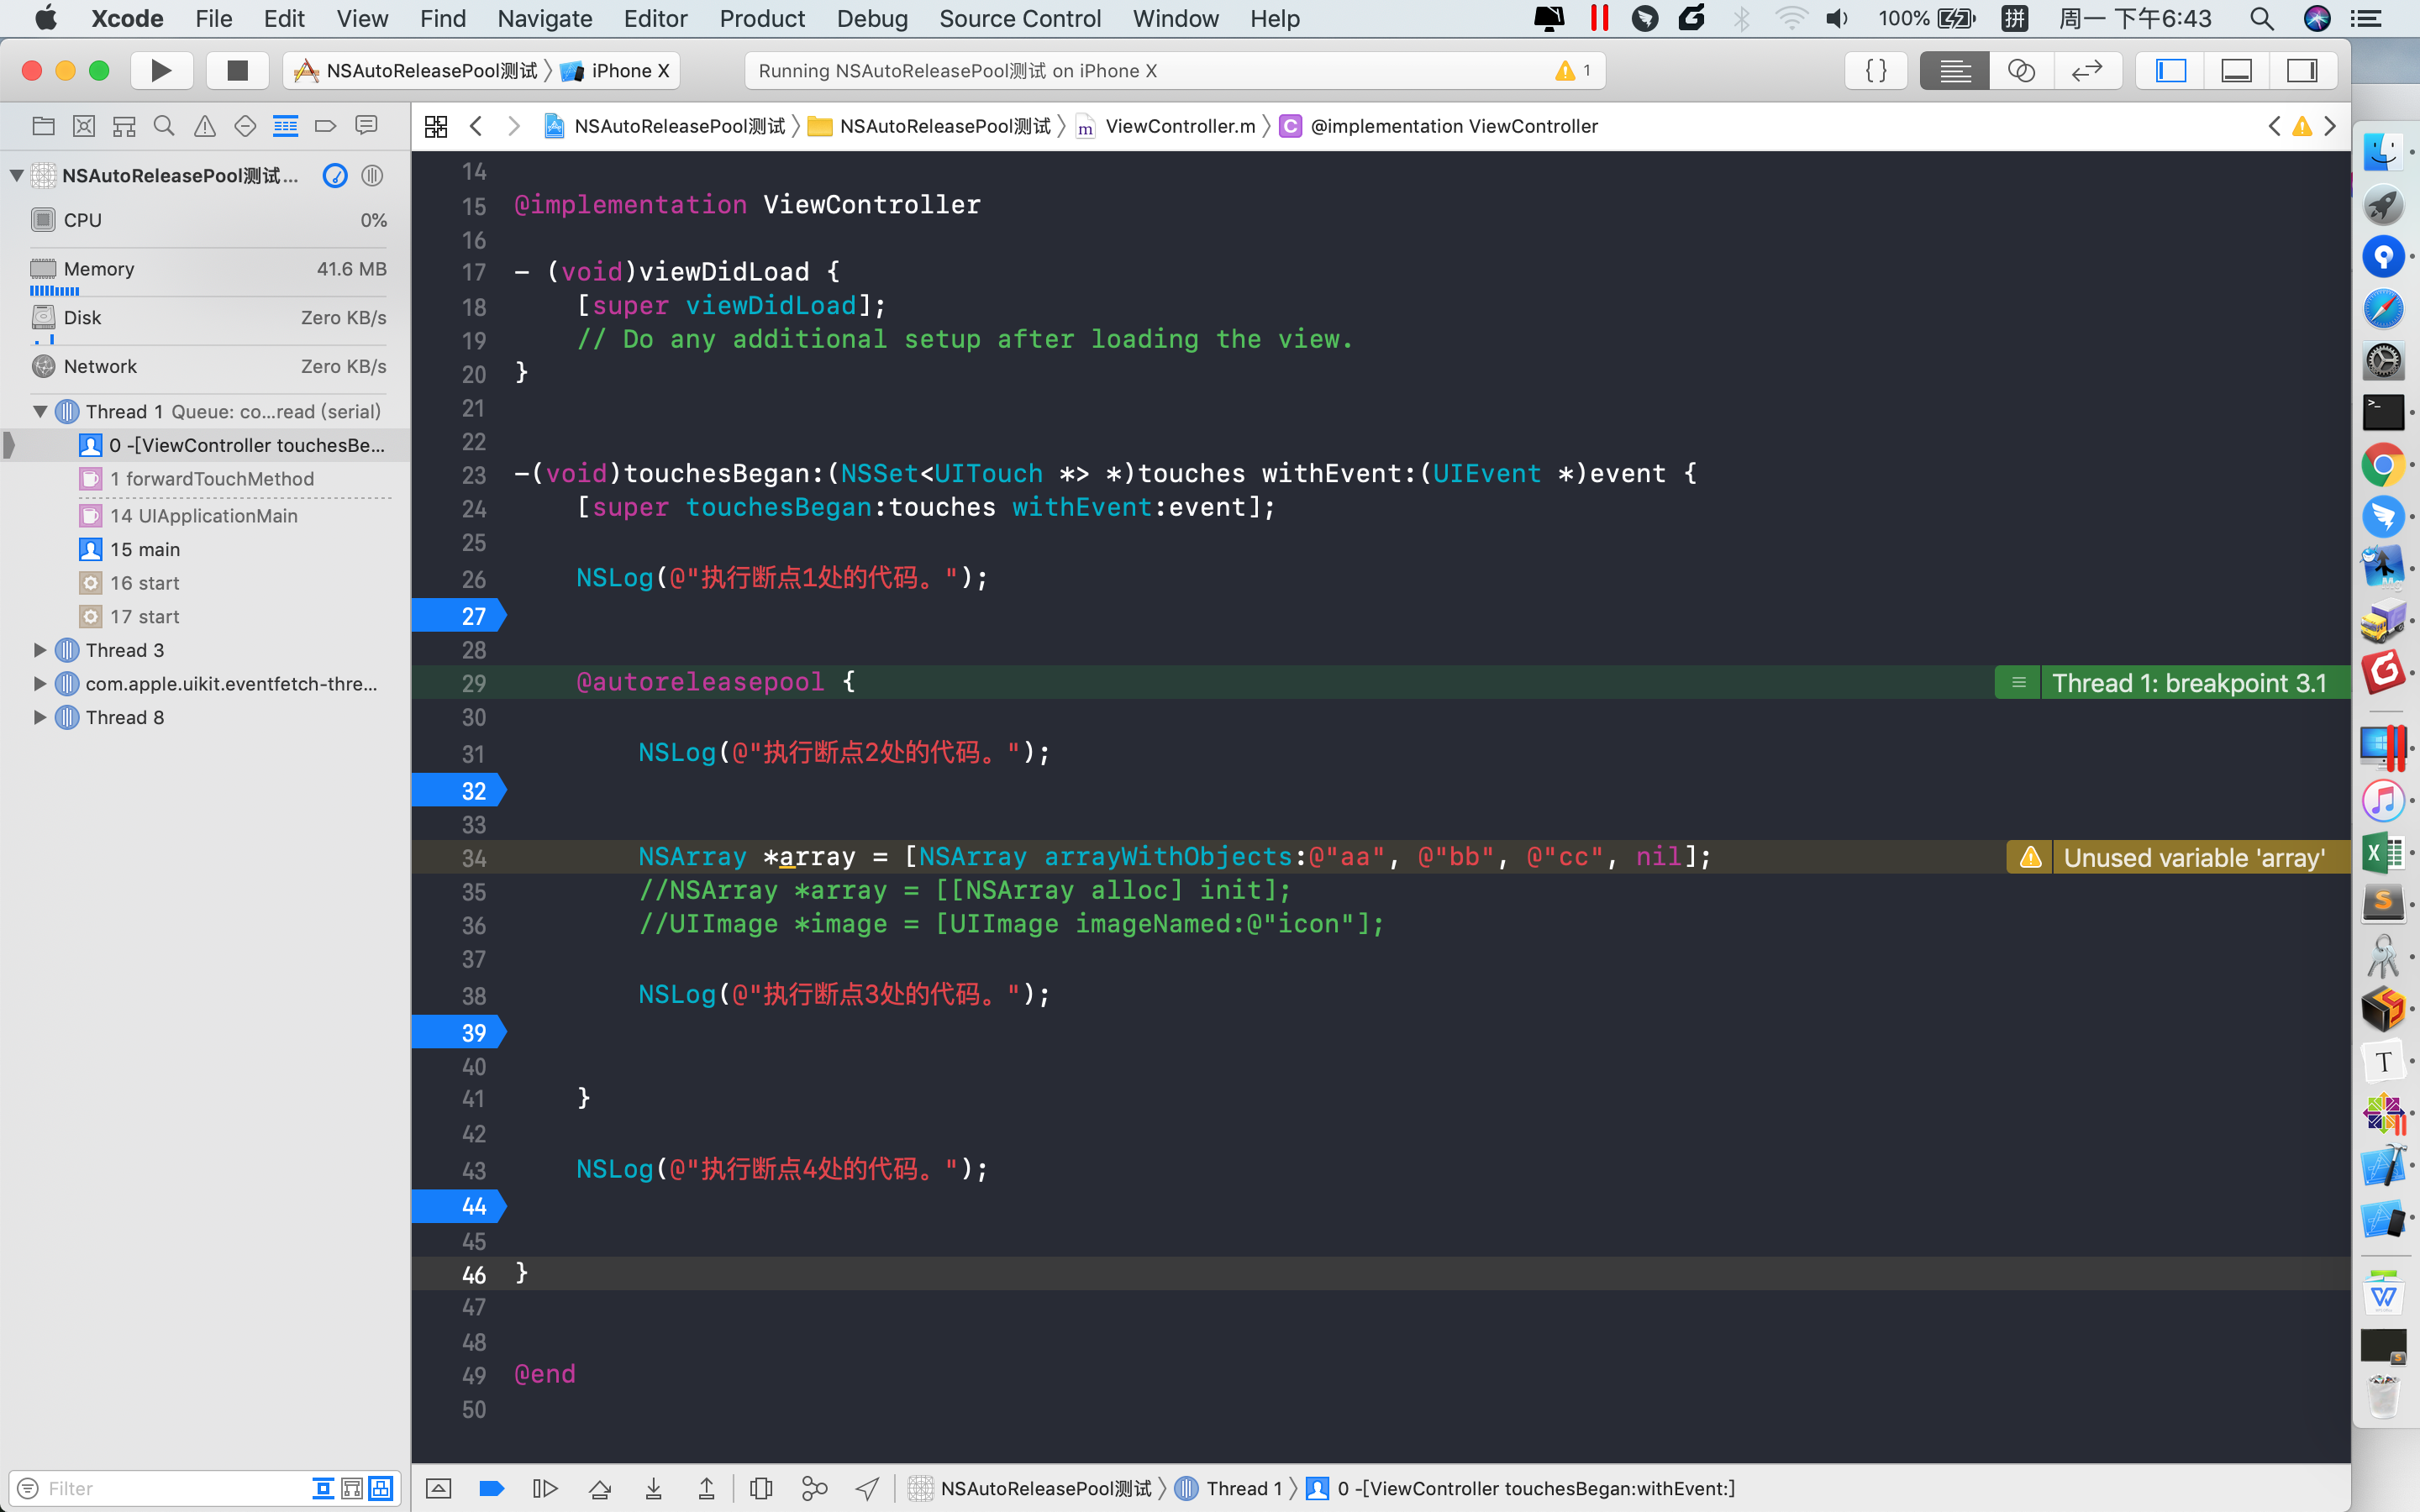 Xcode File Edit View Find Navigate Editor Product Debug Source Control Window Help 100% 拼 周一 下午6:43
NSAutoReleasePool测试 〉 iPhone X
Running NSAutoReleasePool测试 on iPhone X 1
{ }
NSAutoReleasePool测试 〉 NSAutoReleasePool测试 〉 m ViewController.m 〉 C @implementation ViewController
NSAutoReleasePool测试...
CPU 0%
Memory 41.6 MB
Disk Zero KB/s
Network Zero KB/s
Thread 1 Queue: co...read (serial)
0 -[ViewController touchesBe...
1 forwardTouchMethod
14 UIApplicationMain
15 main
16 start
17 start
Thread 3
com.apple.uikit.eventfetch-thre...
Thread 8
Filter
14
15 @implementation ViewController
16
17 - (void)viewDidLoad {
18 [super viewDidLoad];
19 // Do any additional setup after loading the view.
20 }
21
22
23 -(void)touchesBegan:(NSSet<UITouch *> *)touches withEvent:(UIEvent *)event {
24 [super touchesBegan:touches withEvent:event];
25
26 NSLog(@"执行断点1处的代码。");
27
28
29 @autoreleasepool { Thread 1: breakpoint 3.1
30
31 NSLog(@"执行断点2处的代码。");
32
33
34 NSArray *array = [NSArray arrayWithObjects:@"aa", @"bb", @"cc", nil]; Unused variable 'array'
35 //NSArray *array = [[NSArray alloc] init];
36 //UIImage *image = [UIImage imageNamed:@"icon"];
37
38 NSLog(@"执行断点3处的代码。");
39
40
41 }
42
43 NSLog(@"执行断点4处的代码。");
44
45
46 }
47
48
49 @end
50
NSAutoReleasePool测试 〉 Thread 1 〉 0 -[ViewController touchesBegan:withEvent:]